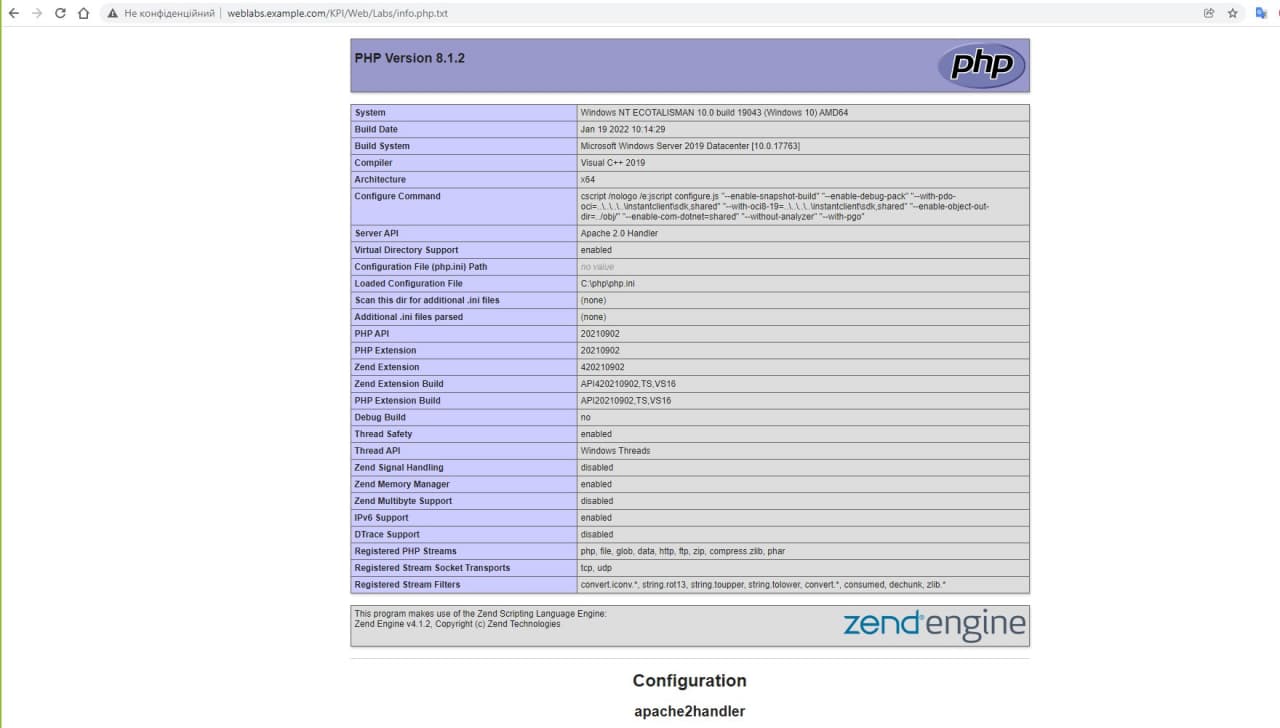 Не конфіденційний weblabs.example.com/KPI/Web/Labs/info.php.txt
PHP Version 8.1.2
php
System Windows NT ECOTALISMAN 10.0 build 19043 (Windows 10) AMD64
Build Date Jan 19 2022 10:14:29
Build System Microsoft Windows Server 2019 Datacenter [10.0.17763]
Compiler Visual C++ 2019
Architecture x64
Configure Command cscript /nologo /e:jscript configure.js "--enable-snapshot-build" "--enable-debug-pack" "--with-pdo-
oci=..\..\..\..\instantclient\sdk,shared" "--with-oci8-19=..\..\..\..\instantclient\sdk,shared" "--enable-object-out-
dir=../obj/" "--enable-com-dotnet=shared" "--without-analyzer" "--with-pgo"
Server API Apache 2.0 Handler
Virtual Directory Support enabled
Configuration File (php.ini) Path no value
Loaded Configuration File C:\php\php.ini
Scan this dir for additional .ini files (none)
Additional .ini files parsed (none)
PHP API 20210902
PHP Extension 20210902
Zend Extension 420210902
Zend Extension Build API420210902,TS,VS16
PHP Extension Build API20210902,TS,VS16
Debug Build no
Thread Safety enabled
Thread API Windows Threads
Zend Signal Handling disabled
Zend Memory Manager enabled
Zend Multibyte Support disabled
IPv6 Support enabled
DTrace Support disabled
Registered PHP Streams php, file, glob, data, http, ftp, zip, compress.zlib, phar
Registered Stream Socket Transports tcp, udp
Registered Stream Filters convert.iconv.*, string.rot13, string.toupper, string.tolower, convert.*, consumed, dechunk, zlib.*
This program makes use of the Zend Scripting Language Engine:
Zend Engine v4.1.2, Copyright (c) Zend Technologies
zend engine
Configuration
apache2handler